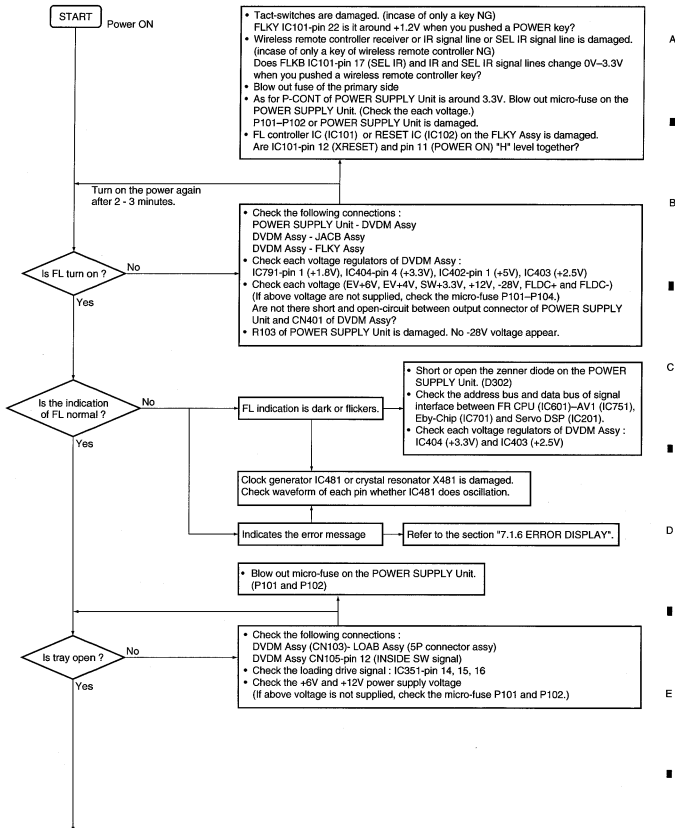 START
Power ON
• Tact-switches are damaged. (incase of only a key NG)
FLKY IC101-pin 22 is it around +1.2V when you pushed a POWER key?
• Wireless remote controller receiver or IR signal line or SEL IR signal line is damaged.
(incase of only a key of wireless remote controller NG)
Does FLKB IC101-pin 17 (SEL IR) and IR and SEL IR signal lines change 0V–3.3V
when you pushed a wireless remote controller key?
• Blow out fuse of the primary side
• As for P-CONT of POWER SUPPLY Unit is around 3.3V. Blow out micro-fuse on the
POWER SUPPLY Unit. (Check the each voltage.)
P101–P102 or POWER SUPPLY Unit is damaged.
• FL controller IC (IC101) or RESET IC (IC102) on the FLKY Assy is damaged.
Are IC101-pin 12 (XRESET) and pin 11 (POWER ON) "H" level together?
A
Turn on the power again
after 2 - 3 minutes.
B
Is FL turn on ?
No
Yes
• Check the following connections :
POWER SUPPLY Unit - DVDM Assy
DVDM Assy - JACB Assy
DVDM Assy - FLKY Assy
• Check each voltage regulators of DVDM Assy :
IC791-pin 1 (+1.8V), IC404-pin 4 (+3.3V), IC402-pin 1 (+5V), IC403 (+2.5V)
• Check each voltage (EV+6V, EV+4V, SW+3.3V, +12V, -28V, FLDC+ and FLDC-)
(If above voltage are not supplied, check the micro-fuse P101–P104.)
Are not there short and open-circuit between output connector of POWER SUPPLY
Unit and CN401 of DVDM Assy?
• R103 of POWER SUPPLY Unit is damaged. No -28V voltage appear.
C
Is the indication
of FL normal ?
No
Yes
FL indication is dark or flickers.
• Short or open the zenner diode on the POWER
SUPPLY Unit. (D302)
• Check the address bus and data bus of signal
interface between FR CPU (IC601)–AV1 (IC751),
Eby-Chip (IC701) and Servo DSP (IC201).
• Check each voltage regulators of DVDM Assy :
IC404 (+3.3V) and IC403 (+2.5V)
Clock generator IC481 or crystal resonator X481 is damaged.
Check waveform of each pin whether IC481 does oscillation.
Indicates the error message
Refer to the section "7.1.6 ERROR DISPLAY".
D
• Blow out micro-fuse on the POWER SUPPLY Unit.
(P101 and P102)
Is tray open ?
No
Yes
• Check the following connections :
DVDM Assy (CN103)- LOAB Assy (5P connector assy)
DVDM Assy CN105-pin 12 (INSIDE SW signal)
• Check the loading drive signal : IC351-pin 14, 15, 16
• Check the +6V and +12V power supply voltage
(If above voltage is not supplied, check the micro-fuse P101 and P102.)
E